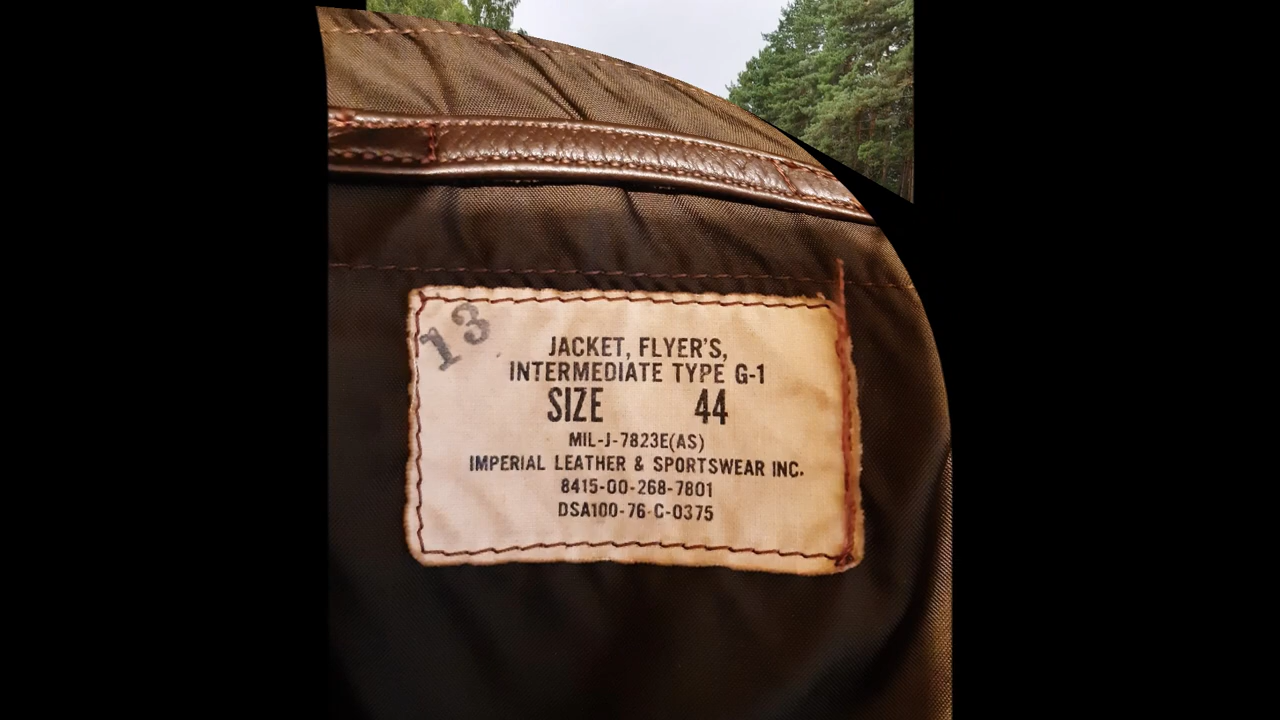 13
JACKET, FLYER'S,
INTERMEDIATE TYPE G-1
SIZE 44
MIL-J-7823E(AS)
IMPERIAL LEATHER & SPORTSWEAR INC.
8415-00-268-7801
DSA100-76-C-0375